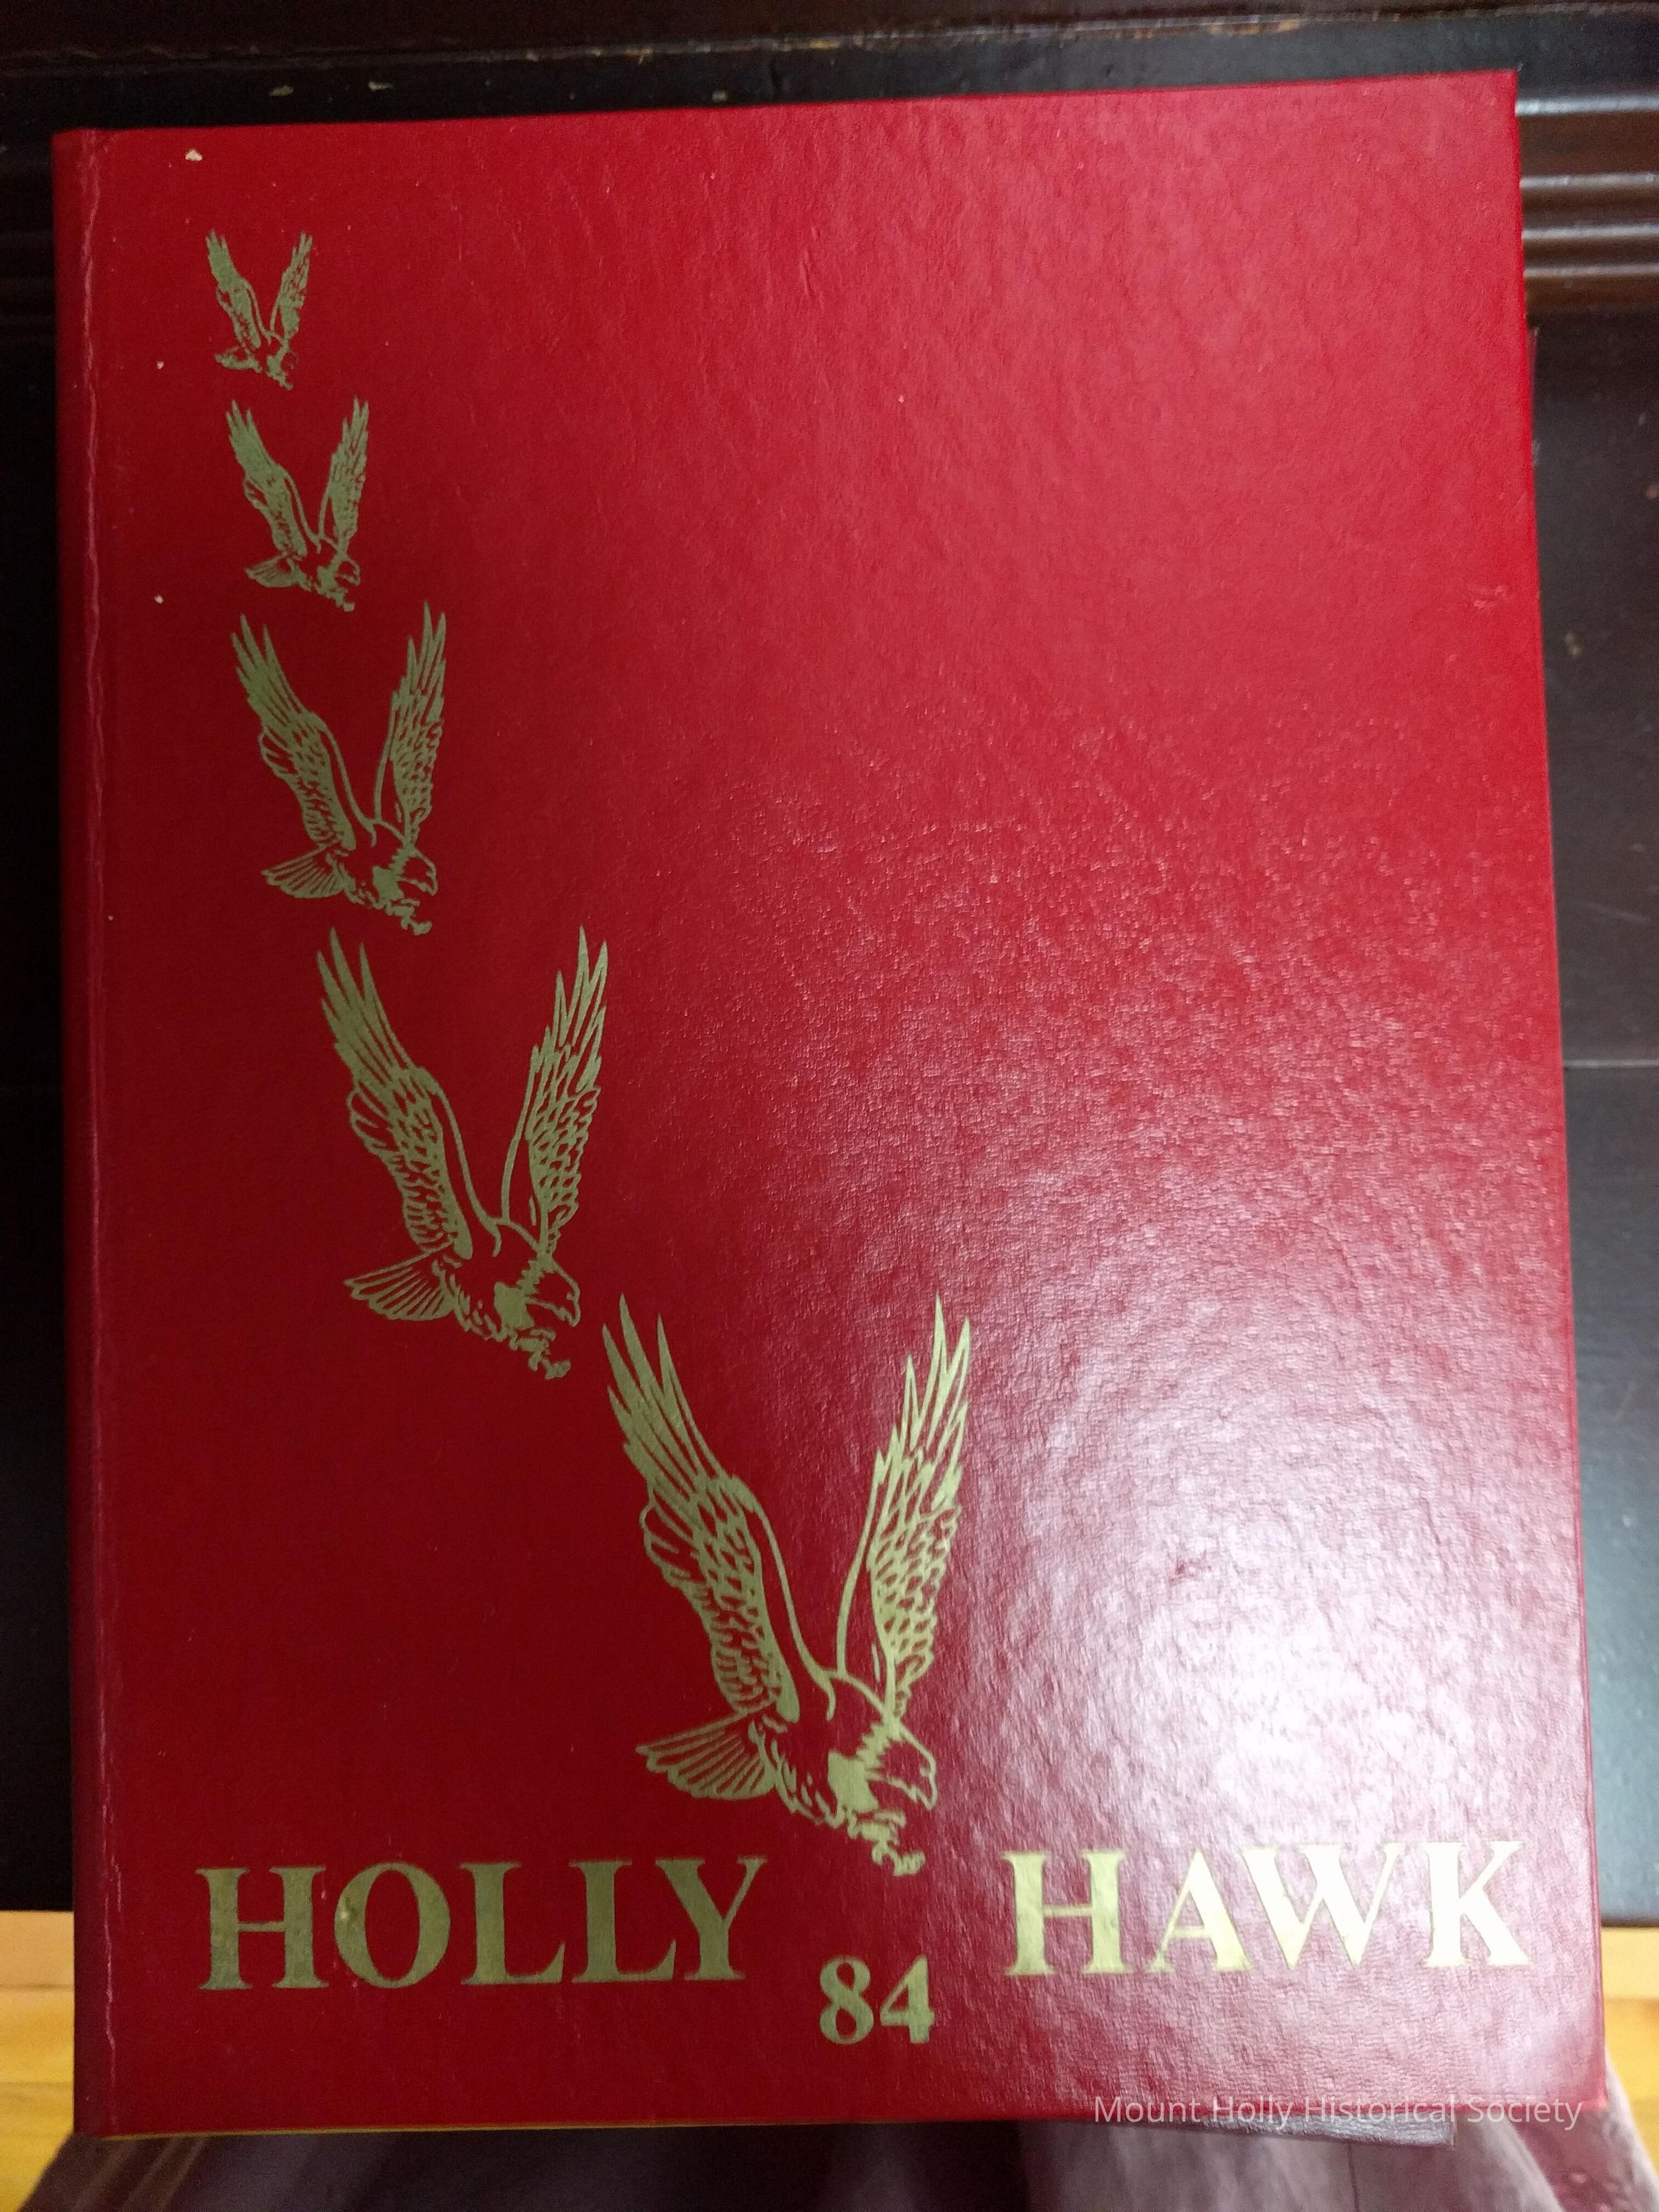 HOLLY HAWK
84
Mount Holly Historical Society